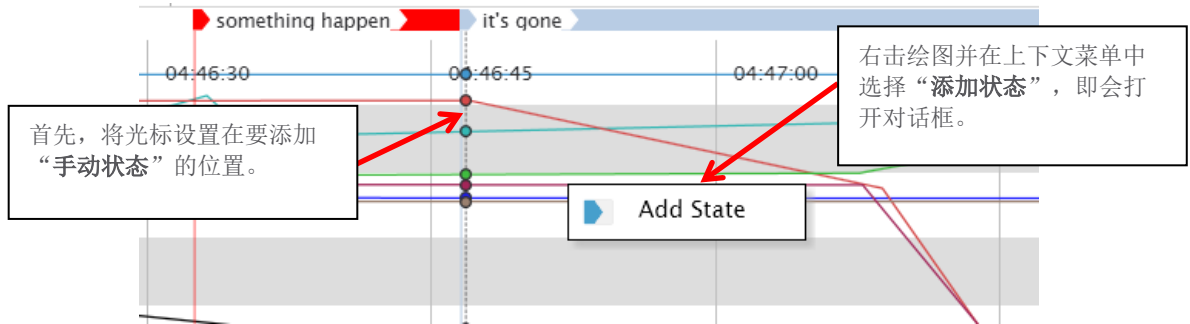 something happen
it's gone
04:46:30
04:46:45
04:47:00
首先，将光标设置在要添加
“手动状态”的位置。
右击绘图并在上下文菜单中
选择“添加状态”，即会打
开对话框。
Add State